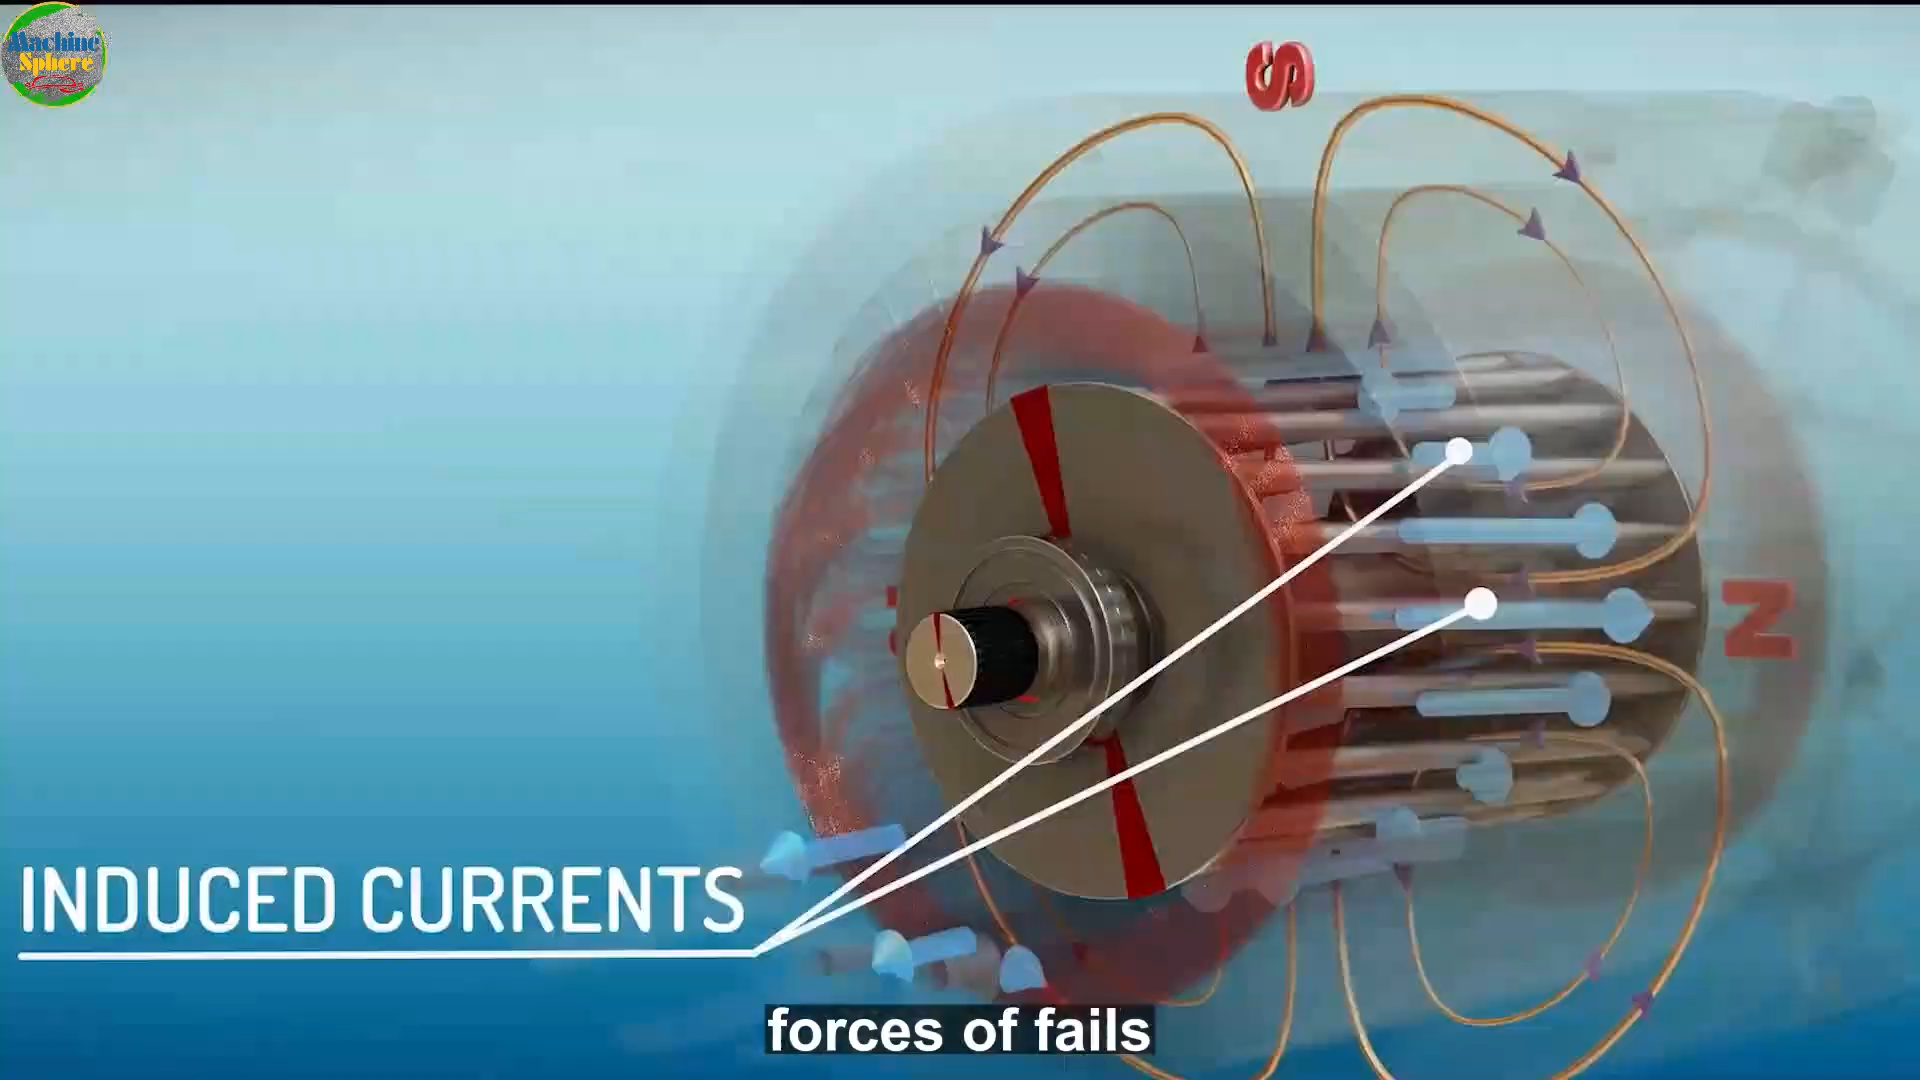 Machine
Sphere
S
N
INDUCED CURRENTS
forces of fails